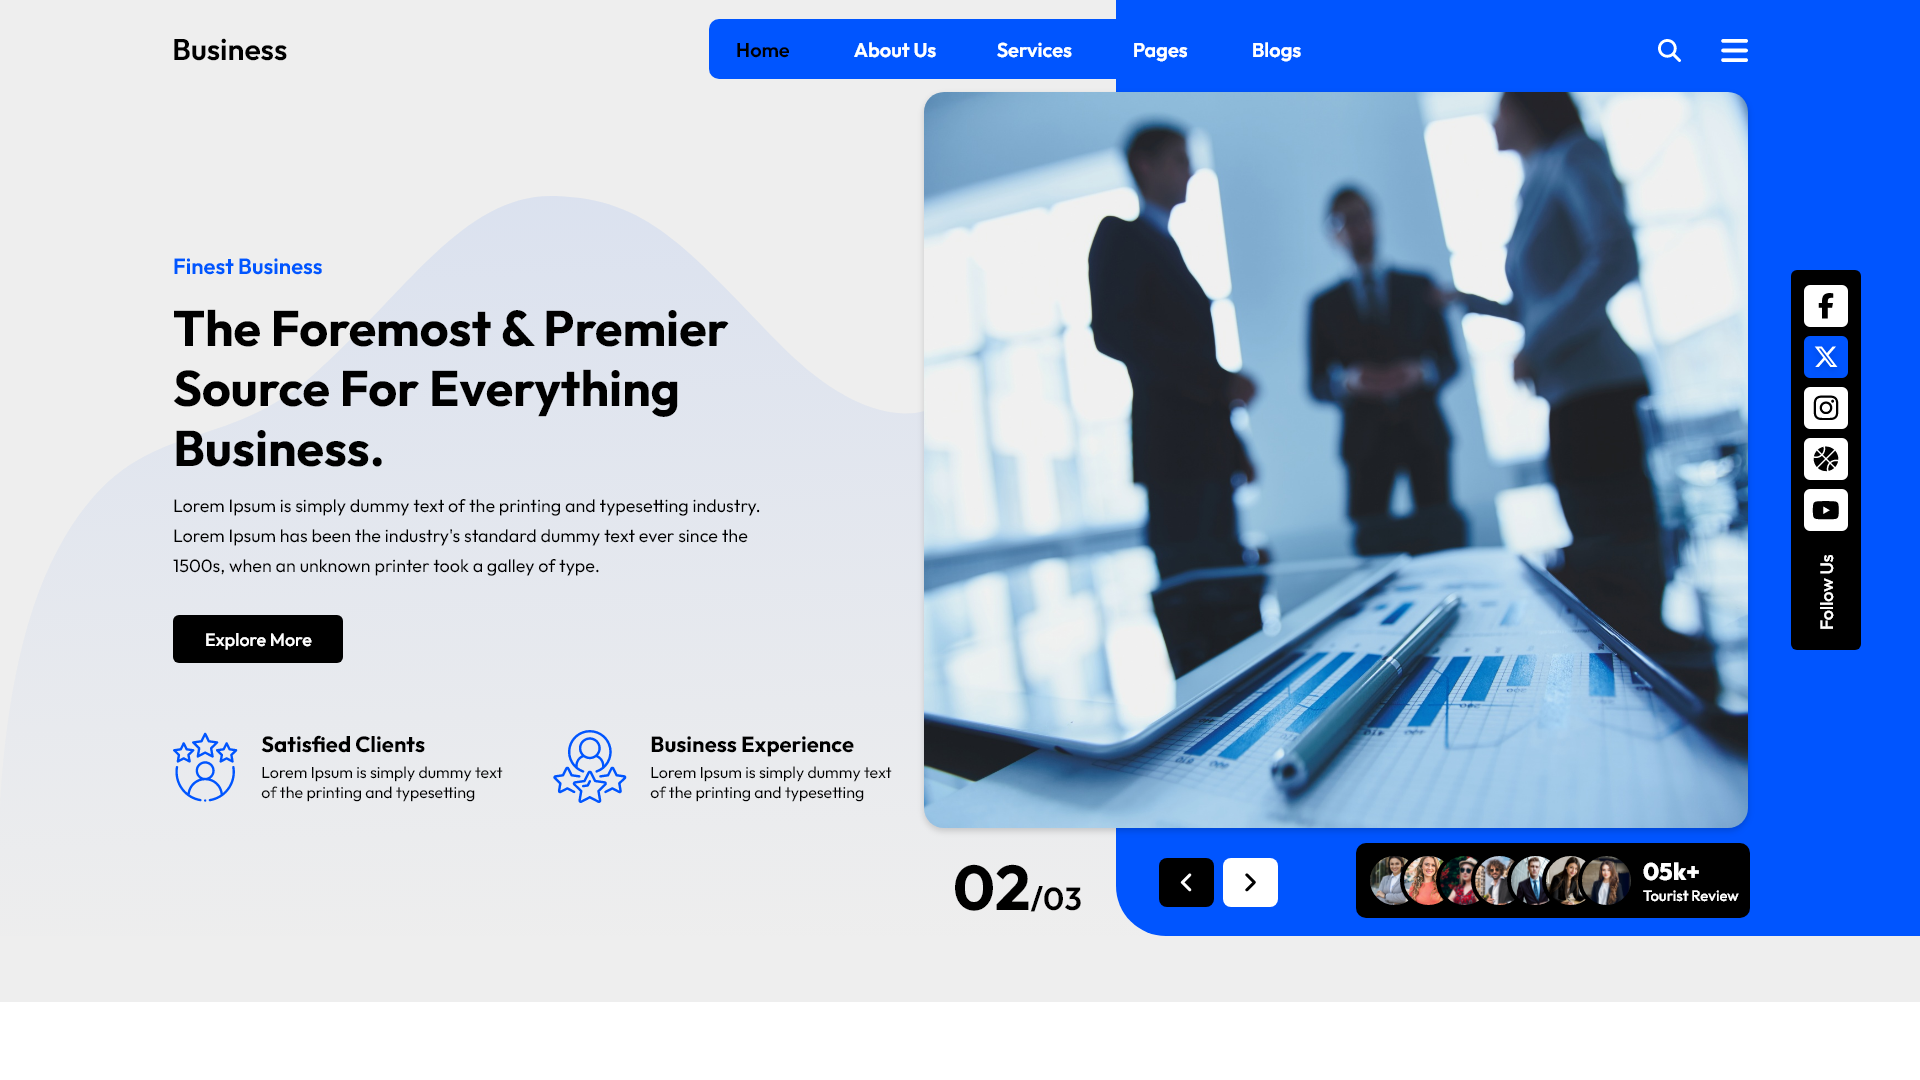 Business
Home
About Us
Services
Pages
Blogs
Finest Business
The Foremost & Premier
Source For Everything
Business.
Lorem Ipsum is simply dummy text of the printing and typesetting industry.
Lorem Ipsum has been the industry's standard dummy text ever since the
1500s, when an unknown printer took a galley of type.
Explore More
Satisfied Clients
Lorem Ipsum is simply dummy text
of the printing and typesetting
Business Experience
Lorem Ipsum is simply dummy text
of the printing and typesetting
02/03
05k+
Tourist Review
Follow Us